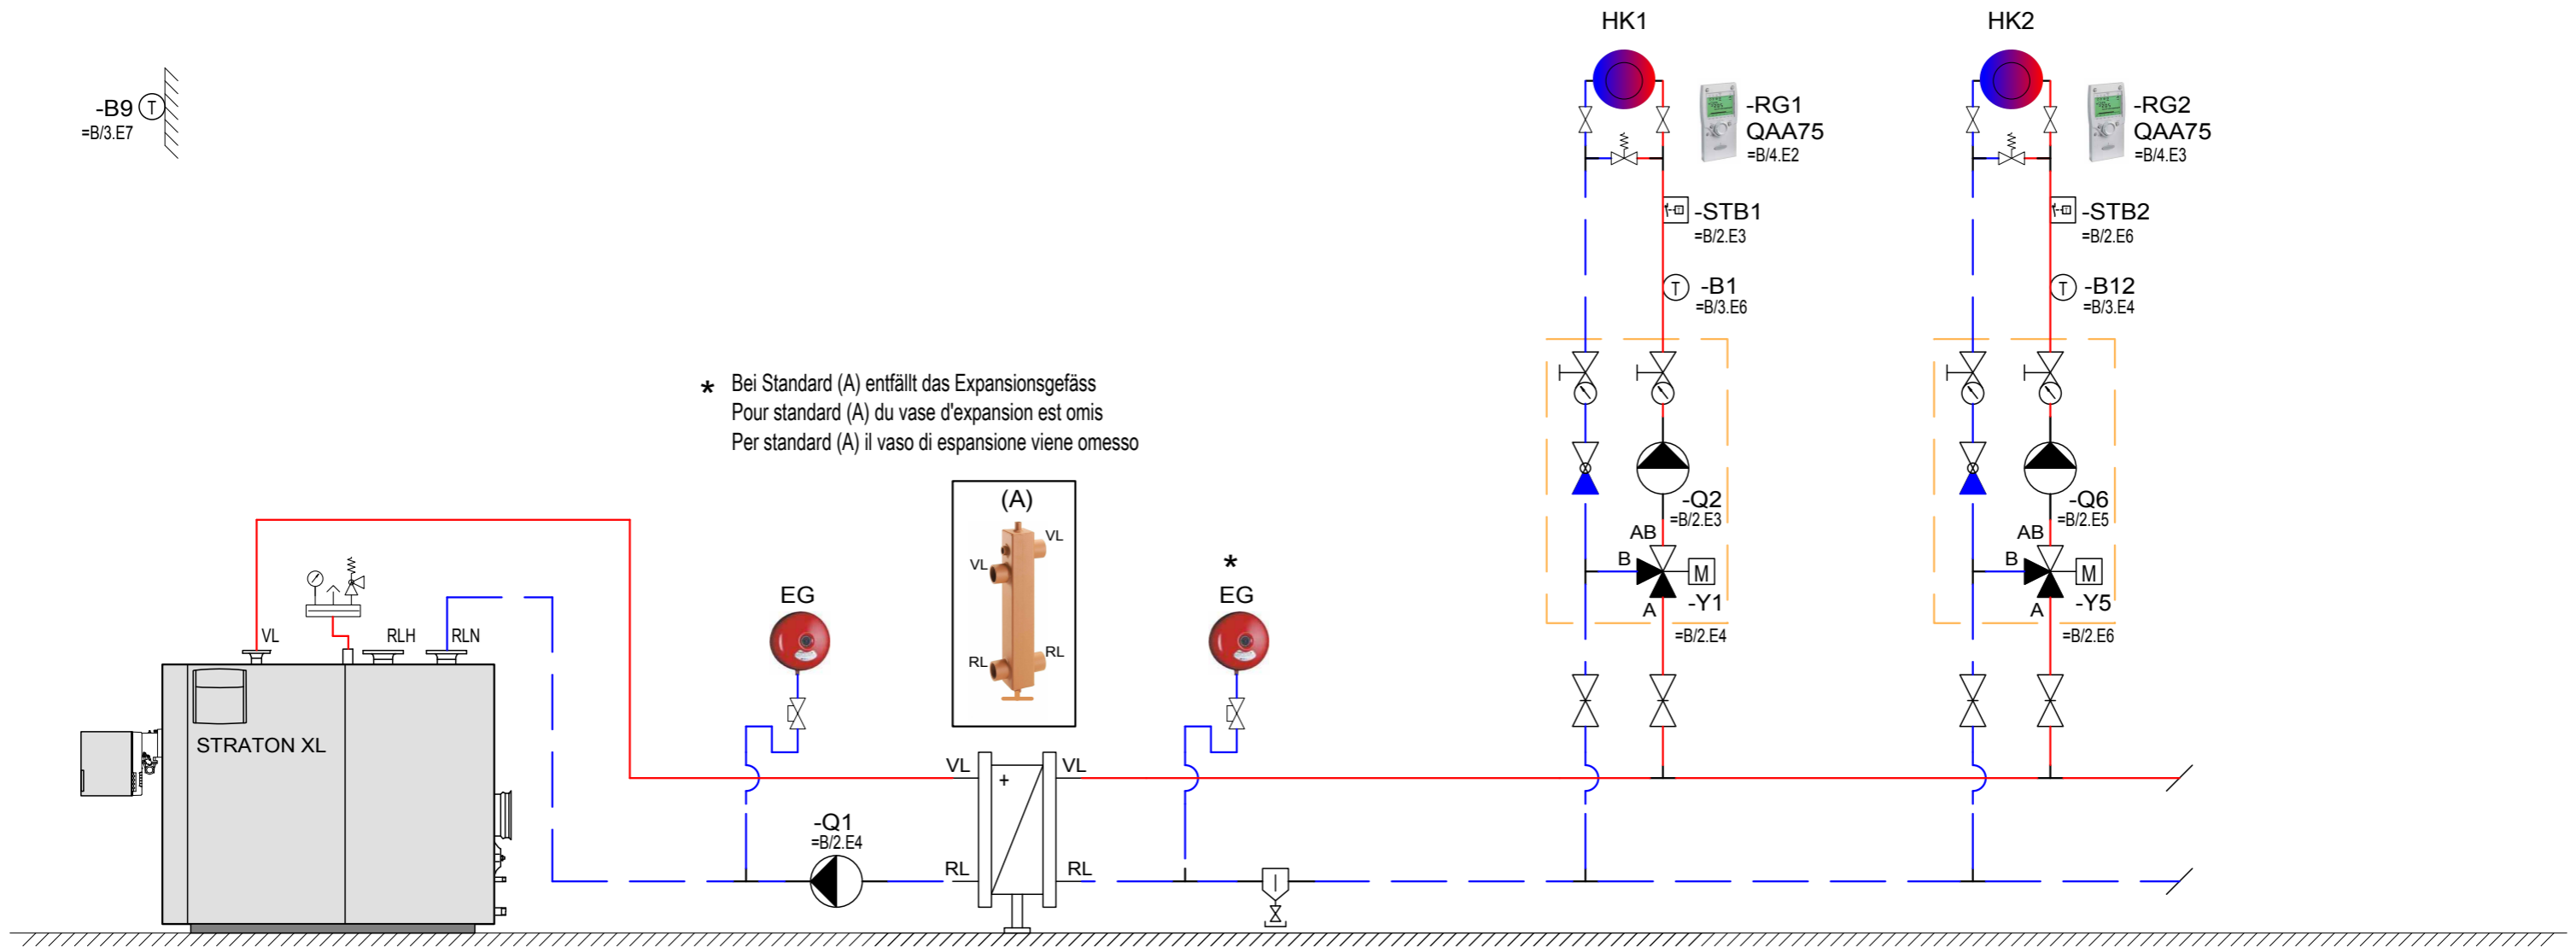 HK1
HK2
-B9
T
=B/3.E7
-RG1
QAA75
=B/4.E2
-RG2
QAA75
=B/4.E3
-STB1
=B/2.E3
-STB2
=B/2.E6
T
-B1
=B/3.E6
T
-B12
=B/3.E4
* Bei Standard (A) entfällt das Expansionsgefäss
Pour standard (A) du vase d'expansion est omis
Per standard (A) il vaso di espansione viene omesso
(A)
VL
VL
RL
RL
-Q2
=B/2.E3
AB
B
M
A
-Y1
=B/2.E4
-Q6
=B/2.E5
AB
B
M
A
-Y5
=B/2.E6
EG
*
EG
VL
RLH
RLN
STRATON XL
VL
+
VL
-Q1
=B/2.E4
RL
RL